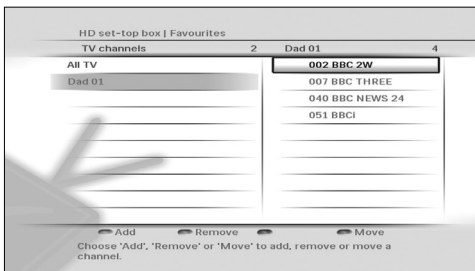 HD set-top box | Favourites
TV channels 2 Dad 01 4
All TV 002 BBC 2W
Dad 01 007 BBC THREE
040 BBC NEWS 24
051 BBCi
Add Remove Move
Choose 'Add', 'Remove' or 'Move' to add, remove or move a
channel.